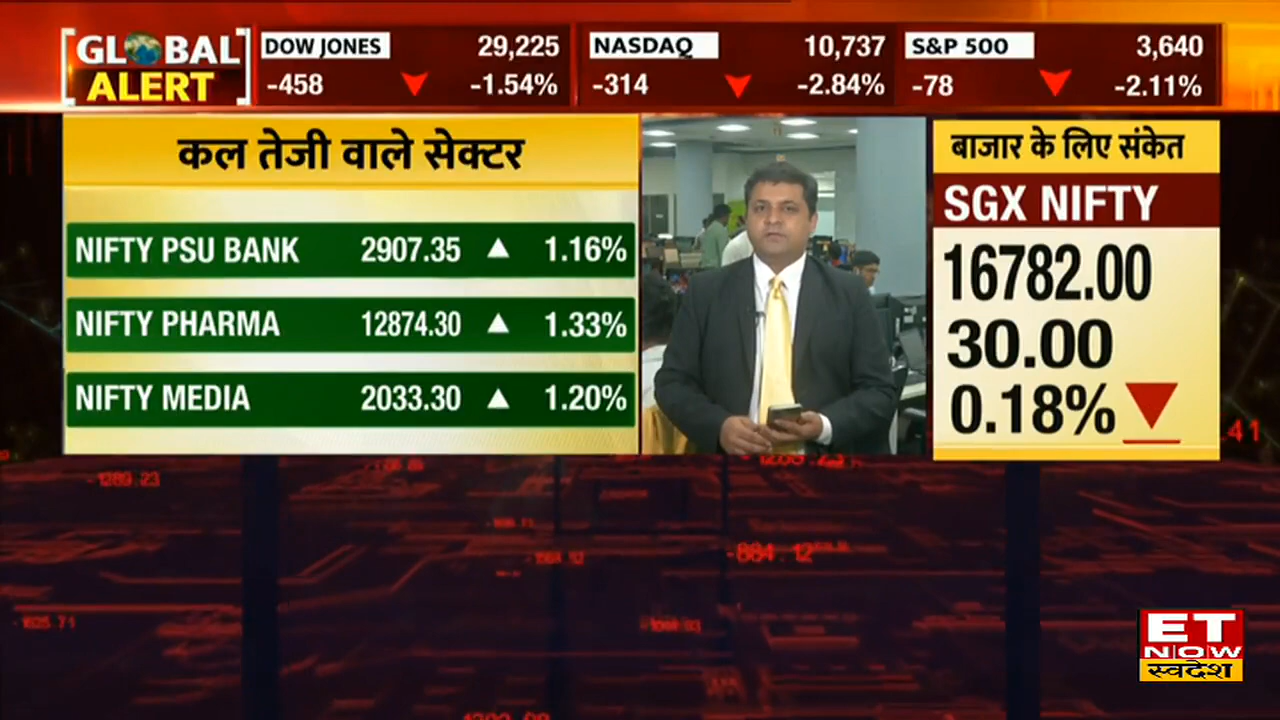 GLOBAL
ALERT
DOW JONES 29,225
-458 -1.54%
NASDAQ 10,737
-314 -2.84%
S&P 500 3,640
-78 -2.11%
कल तेजी वाले सेक्टर
NIFTY PSU BANK 2907.35 ▲ 1.16%
NIFTY PHARMA 12874.30 ▲ 1.33%
NIFTY MEDIA 2033.30 ▲ 1.20%
बाजार के लिए संकेत
SGX NIFTY
16782.00
30.00
0.18%
-884.12
ET
NOW
स्वदेश